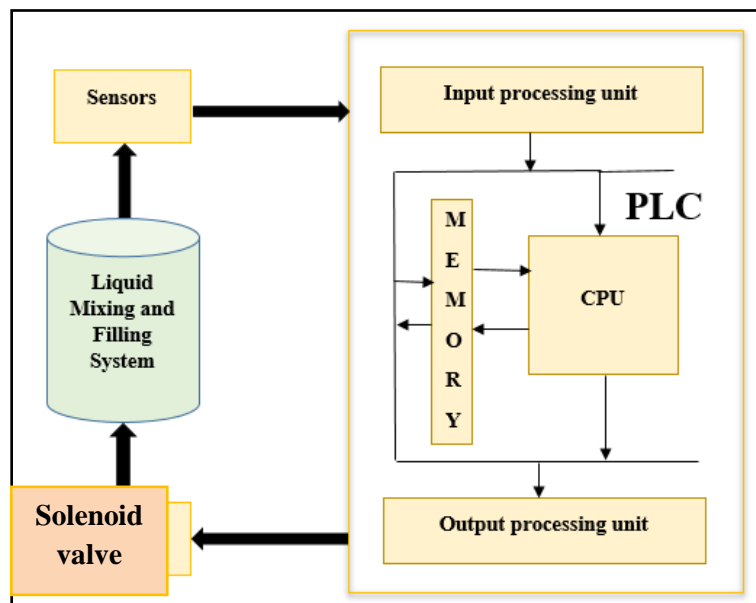 Sensors
Input processing unit
PLC
M
E
M
O
R
Y
CPU
Liquid
Mixing and
Filling
System
Solenoid
valve
Output processing unit